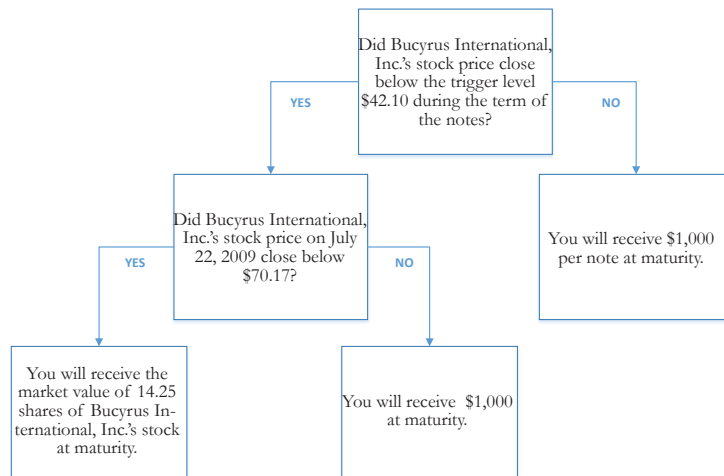 Did Bucyrus International,
Inc.'s stock price close
below the trigger level
$42.10 during the term of
the notes?
YES
NO
Did Bucyrus International,
Inc.'s stock price on July
22, 2009 close below
$70.17?
You will receive $1,000
per note at maturity.
YES
NO
You will receive the
market value of 14.25
shares of Bucyrus In-
ternational, Inc.'s stock
at maturity.
You will receive $1,000
at maturity.